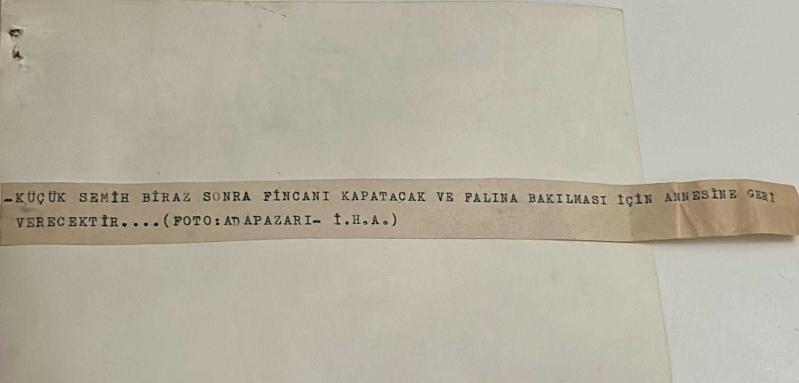 -KÜÇÜK SEMİH BİRAZ SONRA FİNCANI KAPATACAK VE FALINA BAKILMASI İÇİN ANNESİNE GERİ
VERECEKTİR....(FOTO:ADAPAZARI- İ.H.A.)